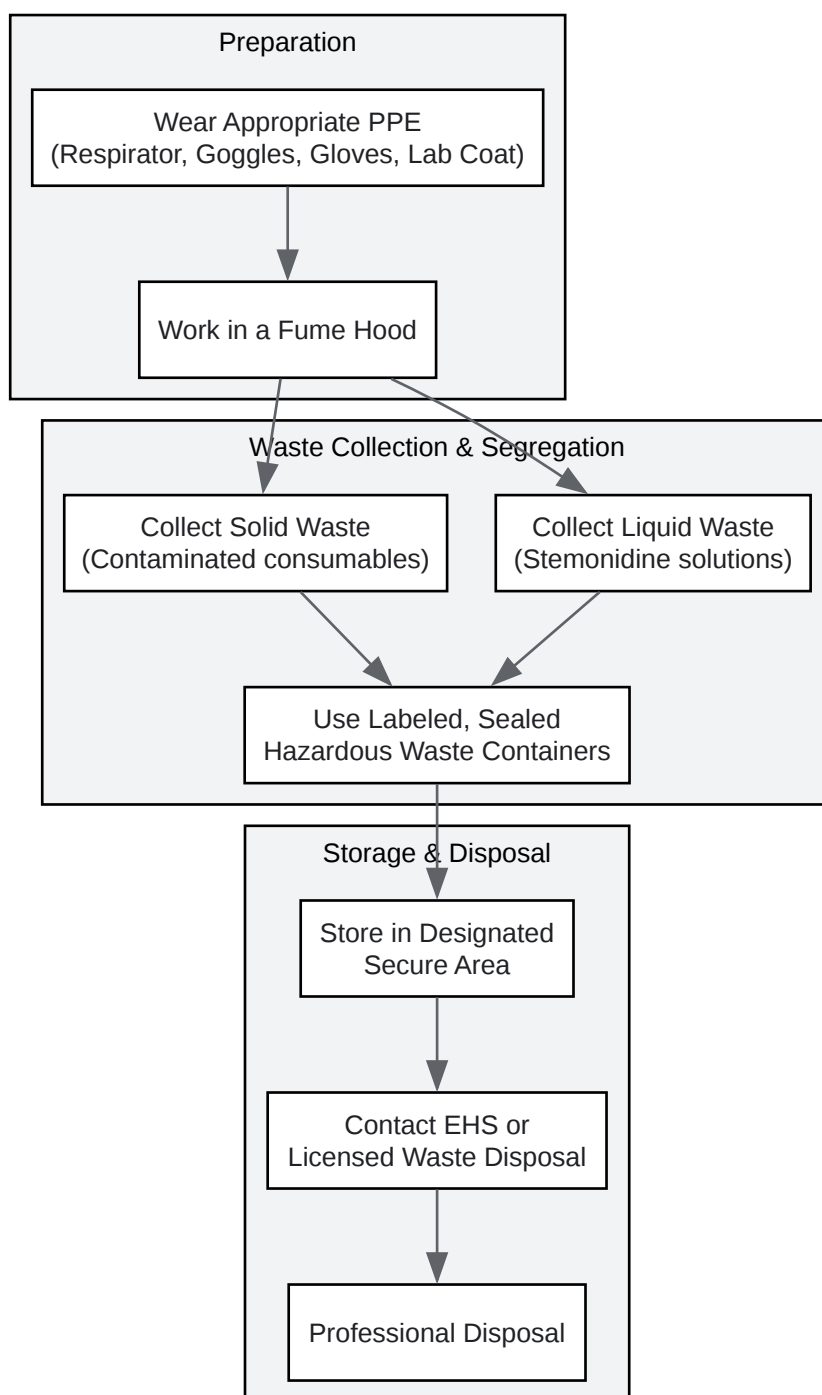 Preparation
Wear Appropriate PPE
(Respirator, Goggles, Gloves, Lab Coat)
Work in a Fume Hood
Waste Collection & Segregation
Collect Solid Waste
(Contaminated consumables)
Collect Liquid Waste
(Stemonidine solutions)
Use Labeled, Sealed
Hazardous Waste Containers
Storage & Disposal
Store in Designated
Secure Area
Contact EHS or
Licensed Waste Disposal
Professional Disposal